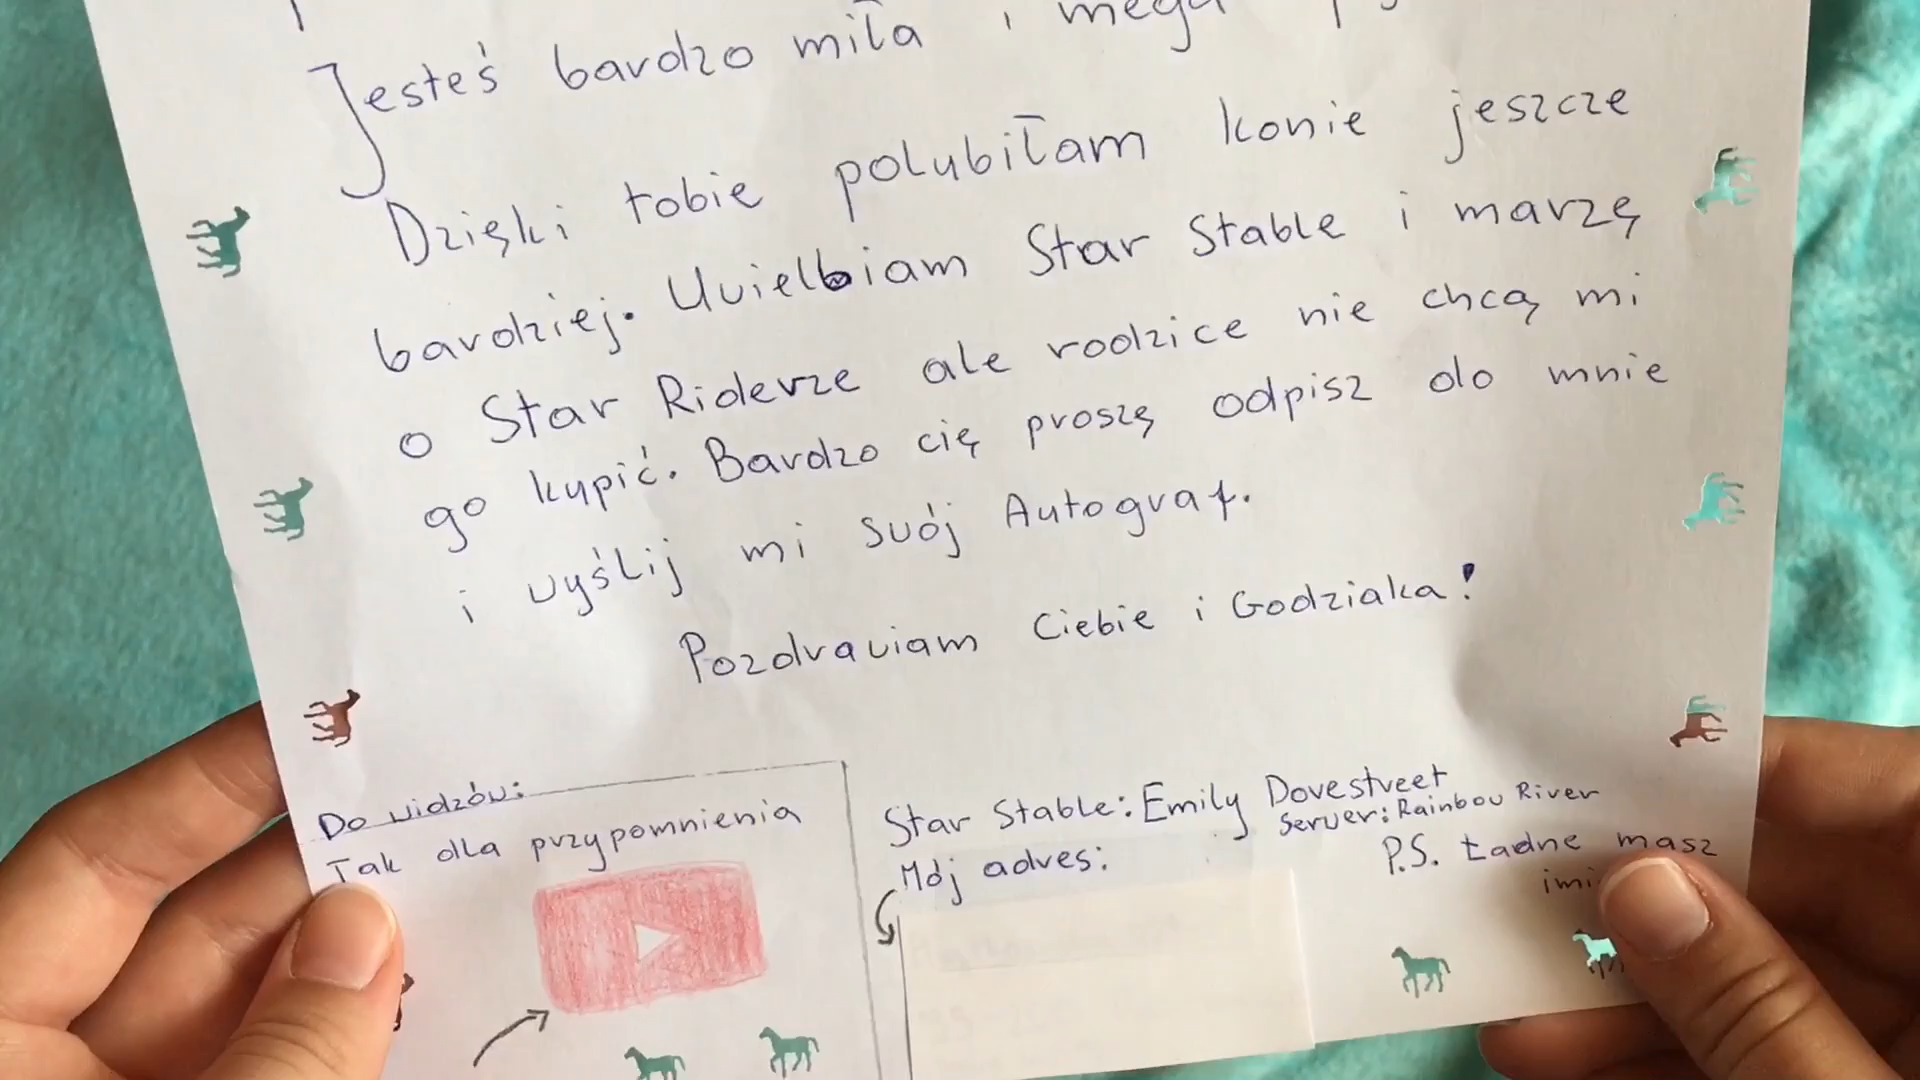 Jesteś bardzo miła i mega
Dzięki tobie polubiłam konie jeszcze
bardziej. Uwielbiam Star Stable i marzę
o Star Riderze ale rodzice nie chcą mi
go kupić. Bardzo cię proszę odpisz do mnie
i wyślij mi swój Autograf.
Pozdrawiam Ciebie i Godziaka!
Do widzów:
Tak dla przypomnienia
Star Stable: Emily Dovestreet
Server: Rainbow River
Mój adres:
P.S. Ładne masz